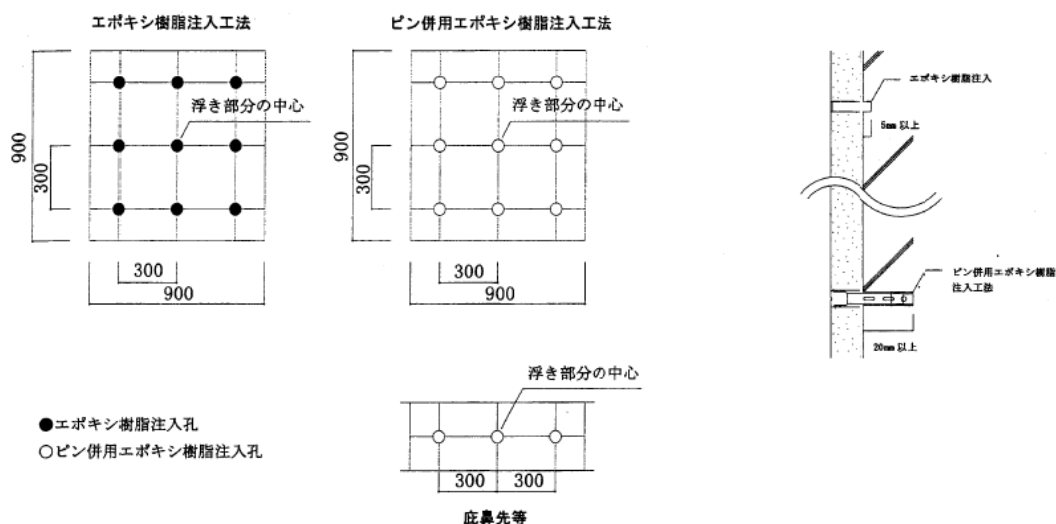 エポキシ樹脂注入工法
ピン併用エポキシ樹脂注入工法
浮き部分の中心
900
300
300
900
浮き部分の中心
900
300
300
900
エポキシ樹脂注入
5mm 以上
ピン併用エポキシ樹脂
注入工法
20mm 以上
浮き部分の中心
300
300
庇鼻先等
●エポキシ樹脂注入孔
○ピン併用エポキシ樹脂注入孔